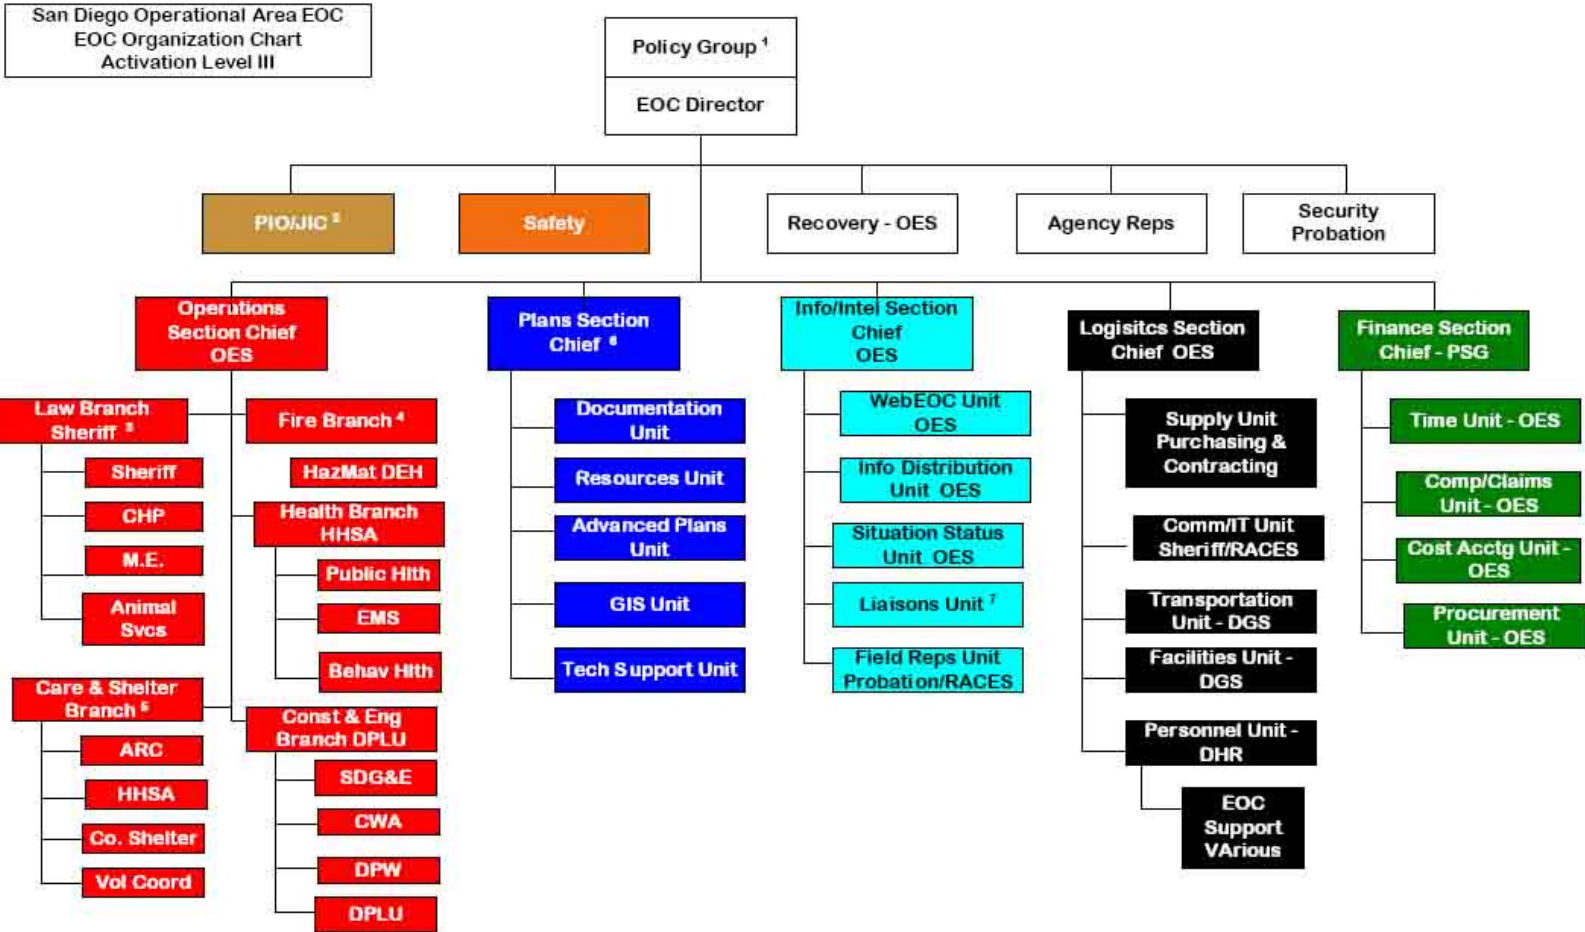 San Diego Operational Area EOC
EOC Organization Chart
Activation Level III
Policy Group ¹
EOC Director
PIO/JIC ²
Safety
Recovery - OES
Agency Reps
Security
Probation
Operations
Section Chief
OES
Plans Section
Chief ⁶
Info/Intel Section
Chief
OES
Logisitcs Section
Chief OES
Finance Section
Chief - PSG
Law Branch
Sheriff ³
Sheriff
CHP
M.E.
Animal
Svcs
Care & Shelter
Branch ⁵
ARC
HHSA
Co. Shelter
Vol Coord
Fire Branch ⁴
HazMat DEH
Health Branch
HHSA
Public Hlth
EMS
Behav Hlth
Const & Eng
Branch DPLU
SDG&E
CWA
DPW
DPLU
Documentation
Unit
Resources Unit
Advanced Plans
Unit
GIS Unit
Tech Support Unit
WebEOC Unit
OES
Info Distribution
Unit OES
Situation Status
Unit OES
Liaisons Unit ⁷
Field Reps Unit
Probation/RACES
Supply Unit
Purchasing &
Contracting
Comm/IT Unit
Sheriff/RACES
Transportation
Unit - DGS
Facilities Unit -
DGS
Personnel Unit -
DHR
EOC
Support
VArious
Time Unit - OES
Comp/Claims
Unit - OES
Cost Acctg Unit -
OES
Procurement
Unit - OES